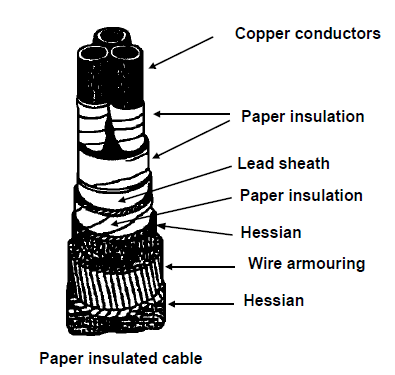 Copper conductors
Paper insulation
Lead sheath
Paper insulation
Hessian
Wire armouring
Hessian
Paper insulated cable